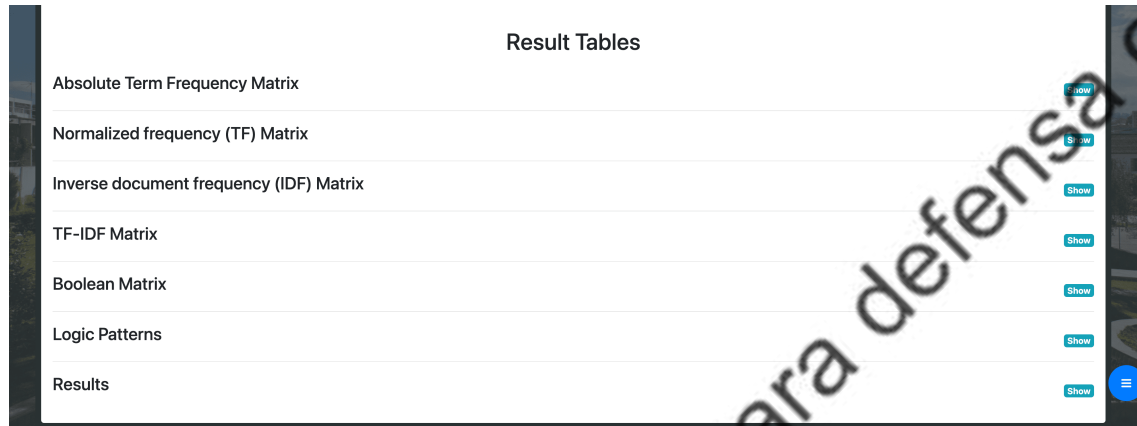 Result Tables
Absolute Term Frequency Matrix Show
Normalized frequency (TF) Matrix Show
Inverse document frequency (IDF) Matrix Show
TF-IDF Matrix Show
Boolean Matrix Show
Logic Patterns Show
Results Show
ara defensa